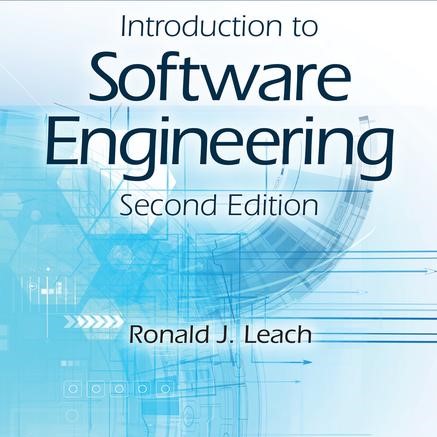 Introduction to
Software
Engineering
Second Edition
Ronald J. Leach